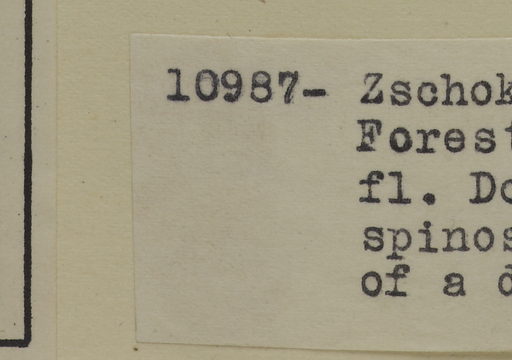 10987- Zschok
Forest
fl. Do
spinos
of a d